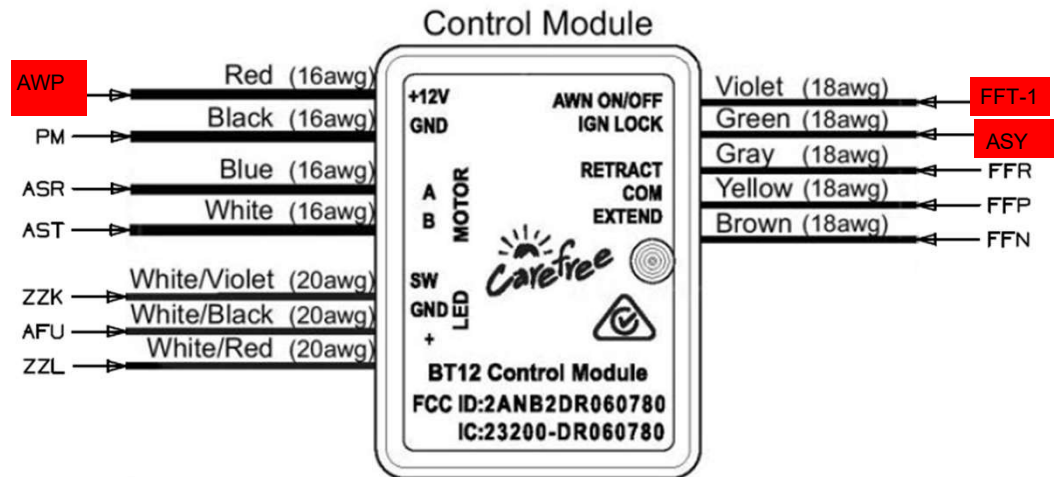 Control Module
AWP
Red (16awg)
PM
Black (16awg)
ASR
Blue (16awg)
AST
White (16awg)
ZZK
White/Violet (20awg)
AFU
White/Black (20awg)
ZZL
White/Red (20awg)
+12V
GND
A
B
MOTOR
SW
GND
+
LED
AWN ON/OFF
IGN LOCK
RETRACT
COM
EXTEND
Carefree
BT12 Control Module
FCC ID:2ANB2DR060780
IC:23200-DR060780
Violet (18awg)
FFT-1
Green (18awg)
ASY
Gray (18awg)
FFR
Yellow (18awg)
FFP
Brown (18awg)
FFN